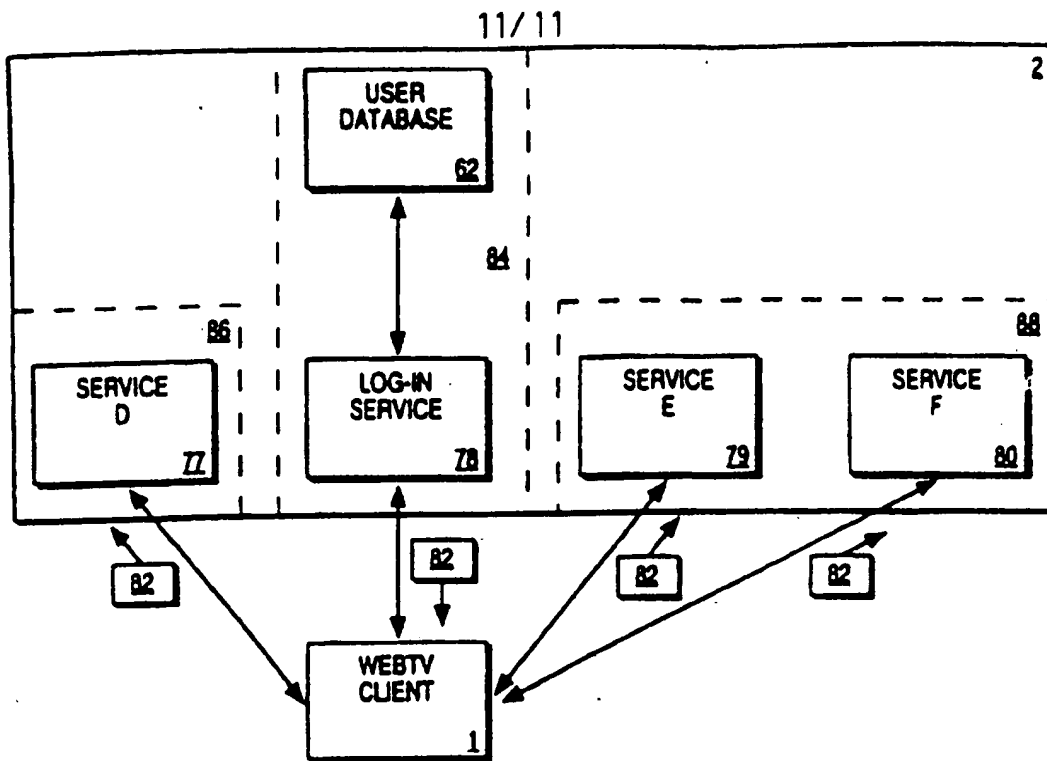 11/11
2
USER
DATABASE
62
84
86
88
SERVICE
D
77
LOG-IN
SERVICE
78
SERVICE
E
79
SERVICE
F
80
82
82
82
82
WEBTV
CLIENT
1